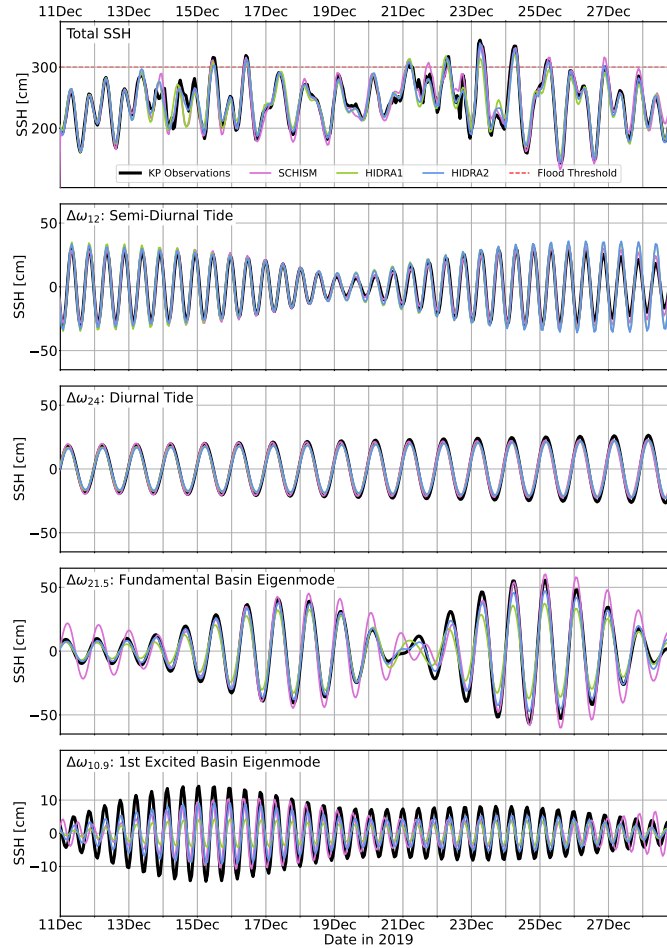 11Dec 13Dec 15Dec 17Dec 19Dec 21Dec 23Dec 25Dec 27Dec
Total SSH
300
200
SSH [cm]
KP Observations SCHISM HIDRA1 HIDRA2 Flood Threshold
Δω12: Semi-Diurnal Tide
50
0
−50
SSH [cm]
Δω24: Diurnal Tide
50
0
−50
SSH [cm]
Δω21.5: Fundamental Basin Eigenmode
50
0
−50
SSH [cm]
Δω10.9: 1st Excited Basin Eigenmode
10
0
−10
SSH [cm]
11Dec 13Dec 15Dec 17Dec 19Dec 21Dec 23Dec 25Dec 27Dec
Date in 2019